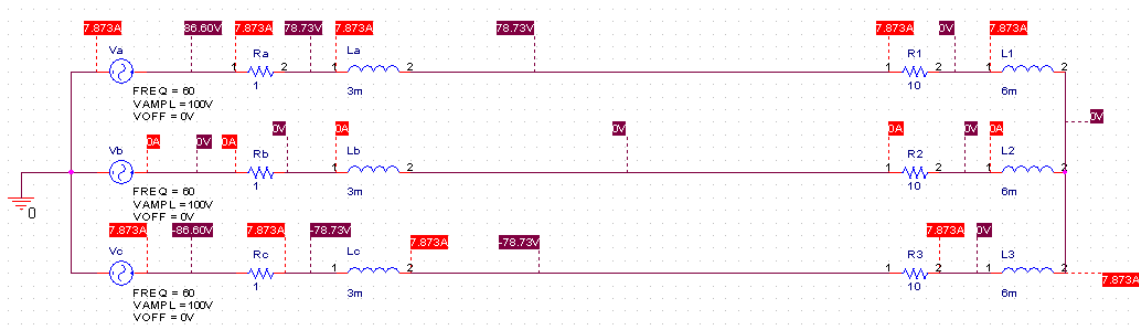 7.873A 86.60V 7.873A 78.73V 7.873A 78.73V 7.873A 0V 7.873A
Va Ra La R1 L1
1 2 1 2 1 2 1 2
FREQ = 60 1 3m 10 6m
VAMPL = 100V
VOFF = 0V
0V
0A 0V 0A 0V 0A 0V 0A 0V 0A
Vb Rb Lb R2 L2
1 2 1 2 1 2 1 2
FREQ = 60 1 3m 10 6m
VAMPL = 100V
VOFF = 0V
0
7.873A -86.60V 7.873A -78.73V 7.873A -78.73V 7.873A 0V
Vc Rc Lc R3 L3
1 2 1 2 1 2 1 2
FREQ = 60 1 3m 10 6m
VAMPL = 100V
VOFF = 0V
7.873A